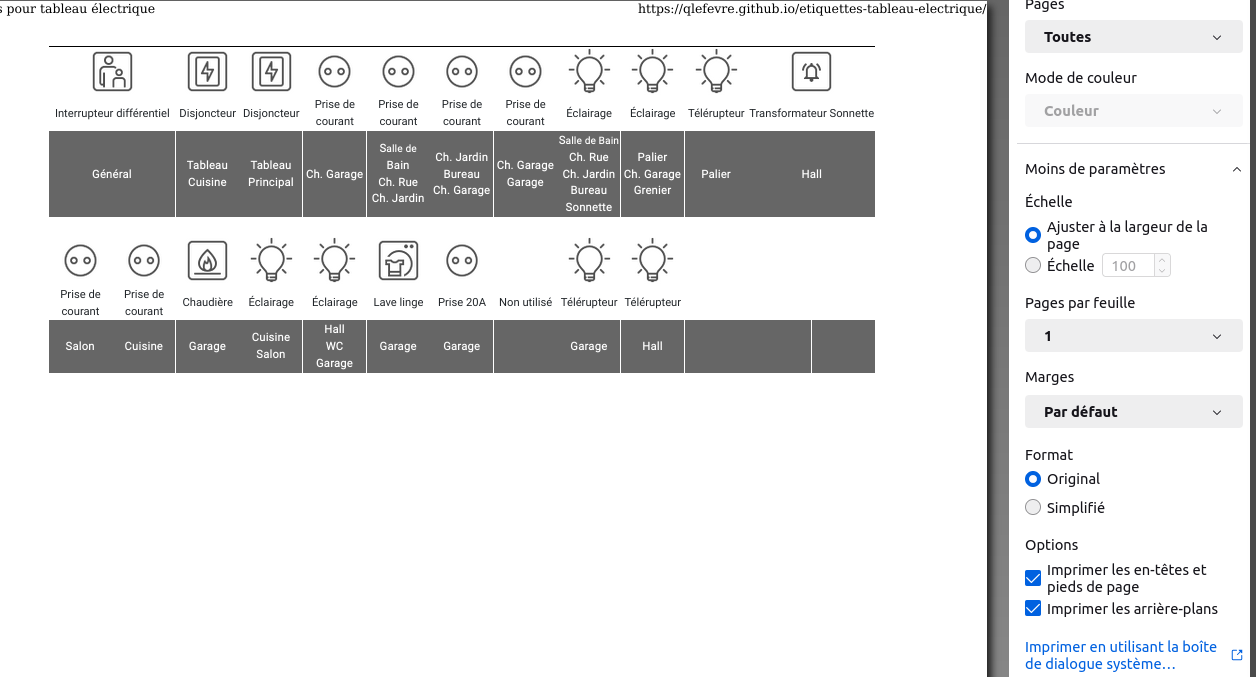 s pour tableau électrique
https://qlefevre.github.io/etiquettes-tableau-electrique/
Interrupteur différentiel
Disjoncteur
Disjoncteur
Prise de
courant
Prise de
courant
Prise de
courant
Prise de
courant
Éclairage
Éclairage
Télérupteur
Transformateur Sonnette
Général
Tableau
Cuisine
Tableau
Principal
Ch. Garage
Salle de
Bain
Ch. Rue
Ch. Jardin
Ch. Jardin
Bureau
Ch. Garage
Ch. Garage
Garage
Salle de Bain
Ch. Rue
Ch. Jardin
Bureau
Sonnette
Palier
Ch. Garage
Grenier
Palier
Hall
Prise de
courant
Prise de
courant
Chaudière
Éclairage
Éclairage
Lave linge
Prise 20A
Non utilisé
Télérupteur
Télérupteur
Salon
Cuisine
Garage
Cuisine
Salon
Hall
WC
Garage
Garage
Garage
Garage
Hall
Pages
Toutes
Mode de couleur
Couleur
Moins de paramètres
Échelle
Ajuster à la largeur de la
page
Échelle 100
Pages par feuille
1
Marges
Par défaut
Format
Original
Simplifié
Options
Imprimer les en-têtes et
pieds de page
Imprimer les arrière-plans
Imprimer en utilisant la boîte
de dialogue système…